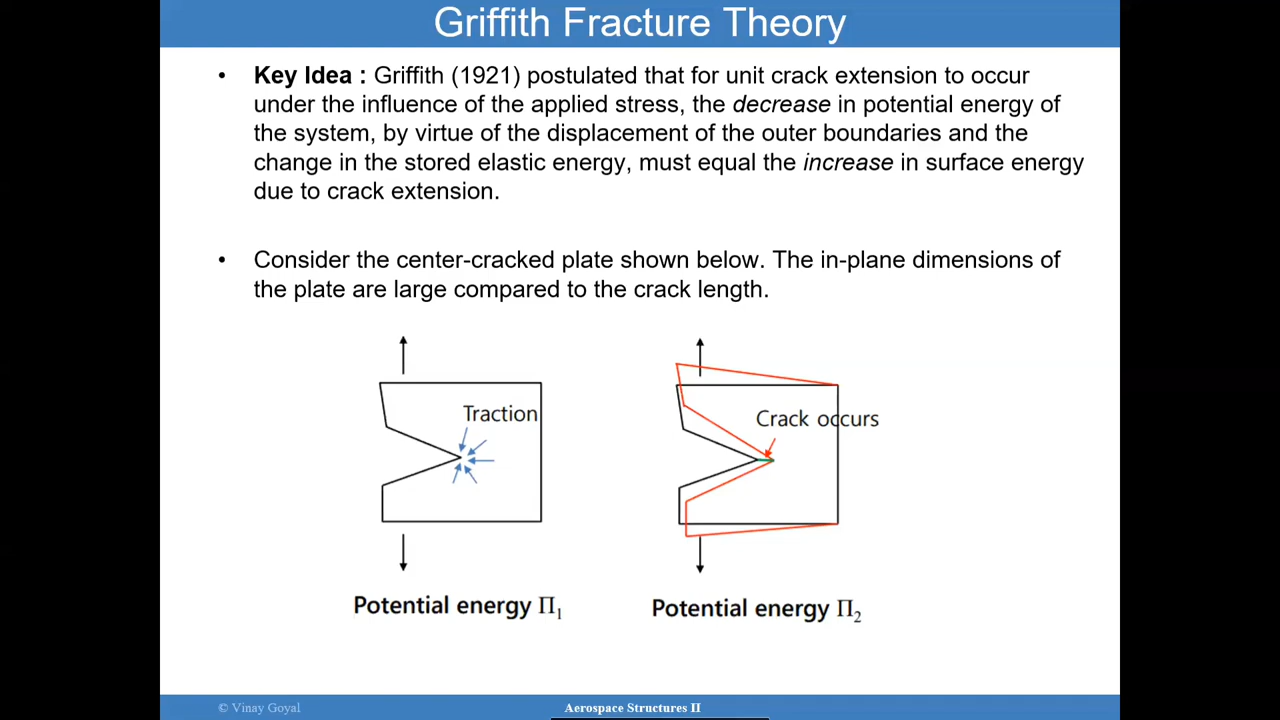 Griffith Fracture Theory
• Key Idea : Griffith (1921) postulated that for unit crack extension to occur
under the influence of the applied stress, the decrease in potential energy of
the system, by virtue of the displacement of the outer boundaries and the
change in the stored elastic energy, must equal the increase in surface energy
due to crack extension.
• Consider the center-cracked plate shown below. The in-plane dimensions of
the plate are large compared to the crack length.
Traction
Crack occurs
Potential energy Π₁
Potential energy Π₂
© Vinay Goyal
Aerospace Structures II